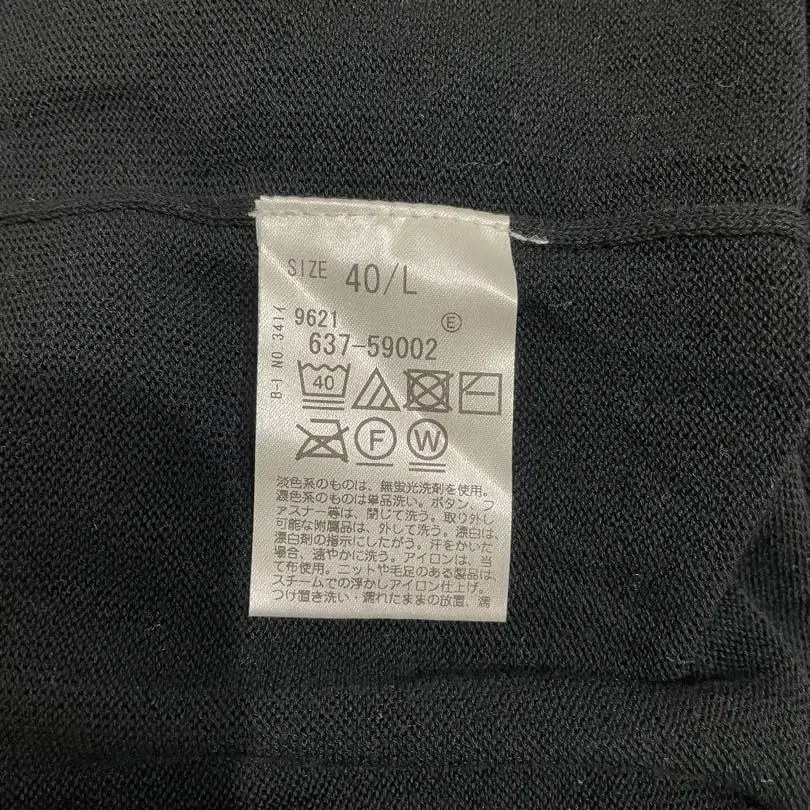 SIZE 40/L
9621 E
637-59002
B-I NO 341イ
40
F W
淡色系のものは、無蛍光洗剤を使用。
濃色系のものは単品洗い。ボタン、フ
ァスナー等は、閉じて洗う。取り外し
可能な附属品は、外して洗う。漂白は、
漂白剤の指示にしたがう。汗をかいた
場合、速やかに洗う。アイロンは、当
て布使用。ニットや毛足のある製品は、
スチームでの浮かしアイロン仕上げ。
つけ置き洗い・濡れたままの放置、濡